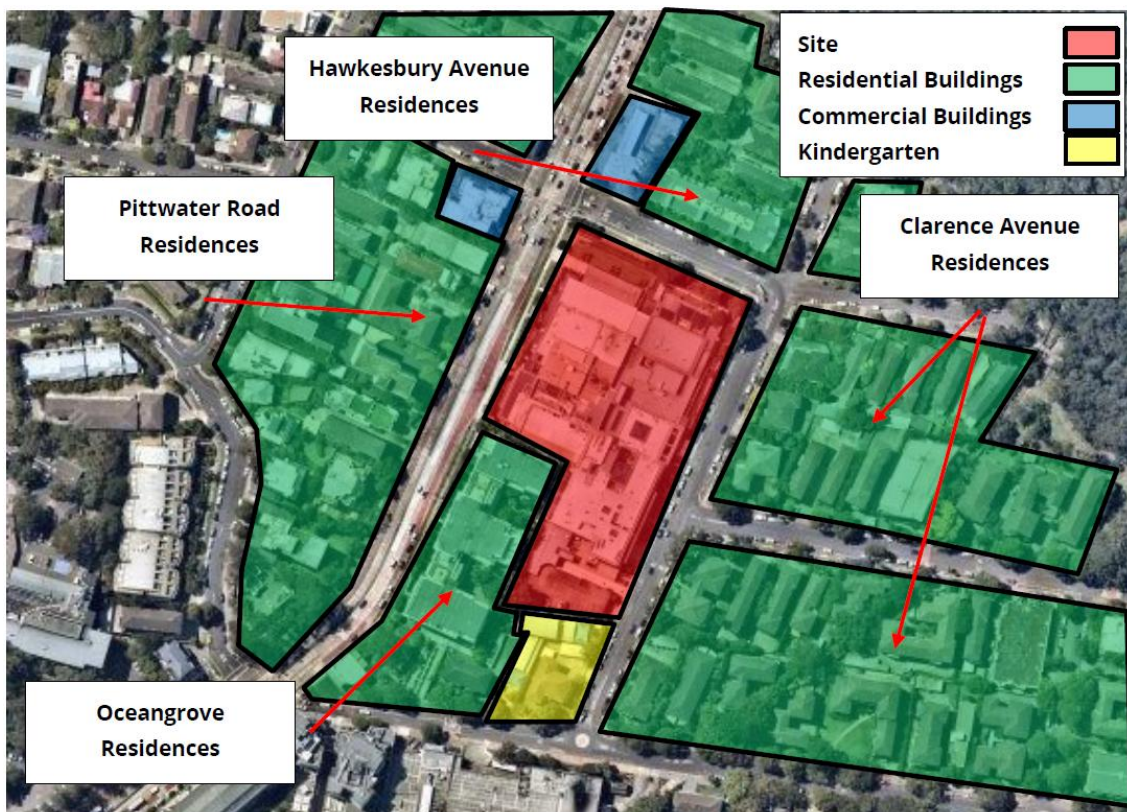 Site
Residential Buildings
Commercial Buildings
Kindergarten
Hawkesbury Avenue
Residences
Pittwater Road
Residences
Clarence Avenue
Residences
Oceangrove
Residences